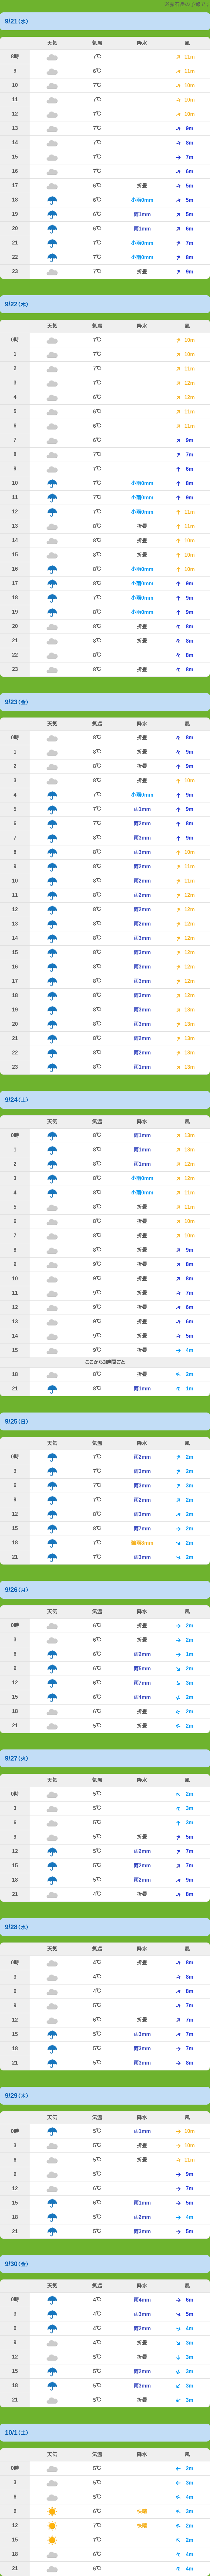 の予報です
9/21(水)
天気 気温 降水 風
8時 7℃ 11m
9 6℃ 11m
10 7℃ 10m
11 7℃ 10m
12 7℃ 10m
13 7℃ 9m
14 7℃ 8m
15 7℃ 7m
16 7℃ 6m
17 6℃ 折畳 5m
18 6℃ 小雨0mm 5m
19 6℃ 雨1mm 5m
20 6℃ 雨1mm 6m
21 7℃ 小雨0mm 7m
22 7℃ 小雨0mm 8m
23 7℃ 折畳 9m
9/22(木)
天気 気温 降水 風
0時 7℃ 10m
1 7℃ 10m
2 7℃ 11m
3 7℃ 12m
4 6℃ 12m
5 6℃ 11m
6 6℃ 11m
7 6℃ 9m
8 7℃ 7m
9 7℃ 6m
10 7℃ 小雨0mm 8m
11 7℃ 小雨0mm 9m
12 7℃ 小雨0mm 11m
13 8℃ 折畳 11m
14 8℃ 折畳 10m
15 8℃ 折畳 10m
16 8℃ 小雨0mm 10m
17 8℃ 小雨0mm 9m
18 8℃ 小雨0mm 9m
19 8℃ 小雨0mm 9m
20 8℃ 折畳 8m
21 8℃ 折畳 8m
22 8℃ 8m
23 8℃ 折畳 8m
9/23(金)
天気 気温 降水 風
0時 8℃ 折畳 8m
1 8℃ 折畳 9m
2 8℃ 折畳 9m
3 8℃ 折畳 10m
4 7℃ 小雨0mm 9m
5 7℃ 雨1mm 9m
6 7℃ 雨2mm 8m
7 8℃ 雨3mm 9m
8 8℃ 雨3mm 10m
9 8℃ 雨2mm 11m
10 8℃ 雨2mm 11m
11 8℃ 雨2mm 12m
12 8℃ 雨2mm 12m
13 8℃ 雨2mm 12m
14 8℃ 雨3mm 12m
15 8℃ 雨3mm 12m
16 8℃ 雨3mm 12m
17 8℃ 雨3mm 12m
18 8℃ 雨3mm 12m
19 8℃ 雨3mm 13m
20 8℃ 雨3mm 13m
21 8℃ 雨2mm 13m
22 8℃ 雨2mm 13m
23 8℃ 雨1mm 13m
9/24(土)
天気 気温 降水 風
0時 8℃ 雨1mm 13m
1 8℃ 雨1mm 13m
2 8℃ 雨1mm 12m
3 8℃ 小雨0mm 12m
4 8℃ 小雨0mm 11m
5 8℃ 折畳 11m
6 8℃ 折畳 10m
7 8℃ 折畳 10m
8 8℃ 折畳 9m
9 9℃ 折畳 8m
10 9℃ 折畳 8m
11 9℃ 折畳 7m
12 9℃ 折畳 6m
13 9℃ 折畳 6m
14 9℃ 折畳 5m
15 9℃ 折畳 4m
ここから3時間ごと
18 8℃ 折畳 2m
21 8℃ 雨1mm 1m
9/25(日)
天気 気温 降水 風
0時 7℃ 雨2mm 2m
3 7℃ 雨3mm 2m
6 7℃ 雨3mm 3m
9 7℃ 雨2mm 2m
12 8℃ 雨3mm 2m
15 8℃ 雨7mm 2m
18 7℃ 2m
21 7℃ 雨3mm 2m
9/26(月)
天気 気温 降水 風
0時 6℃ 折畳 2m
3 6℃ 折畳 2m
6 6℃ 雨2mm 1m
9 6℃ 雨5mm 2m
12 6℃ 雨7mm 3m
15 6℃ 雨4mm 2m
18 6℃ 折畳 2m
21 5℃ 折畳 2m
9/27(火)
天気 気温 降水 風
0時 5℃ 2m
3 5℃ 3m
6 5℃ 3m
9 5℃ 折畳 5m
12 5℃ 雨2mm 7m
15 5℃ 雨2mm 7m
18 5℃ 雨2mm 9m
21 4℃ 折畳 8m
9/28(水)
天気 気温 降水 風
0時 4℃ 折畳 8m
3 4℃ 8m
6 4℃ 8m
9 5℃ 7m
12 6℃ 折畳 7m
15 5℃ 雨3mm 7m
18 5℃ 雨3mm 7m
21 5℃ 雨3mm 8m
9/29(木)
天気 気温 降水 風
0時 5℃ 雨1mm 10m
3 5℃ 折畳 10m
6 5℃ 折畳 11m
9 5℃ 9m
12 6℃ 7m
15 6℃ 雨1mm 5m
18 5℃ 雨2mm 4m
21 5℃ 雨3mm 5m
9/30(金)
天気 気温 降水 風
0時 4℃ 雨4mm 6m
3 4℃ 雨3mm 5m
6 4℃ 雨2mm 4m
9 4℃ 折畳 3m
12 5℃ 折畳 3m
15 5℃ 雨2mm 3m
18 5℃ 雨3mm 3m
21 5℃ 折畳 3m
10/1(土)
天気 気温 降水 風
0時 5℃ 2m
3 5℃ 3m
6 5℃ 4m
9 6℃ 3m
12 7℃ 2m
15 7℃ 2m
18 6℃ 4m
21 6℃ 4m